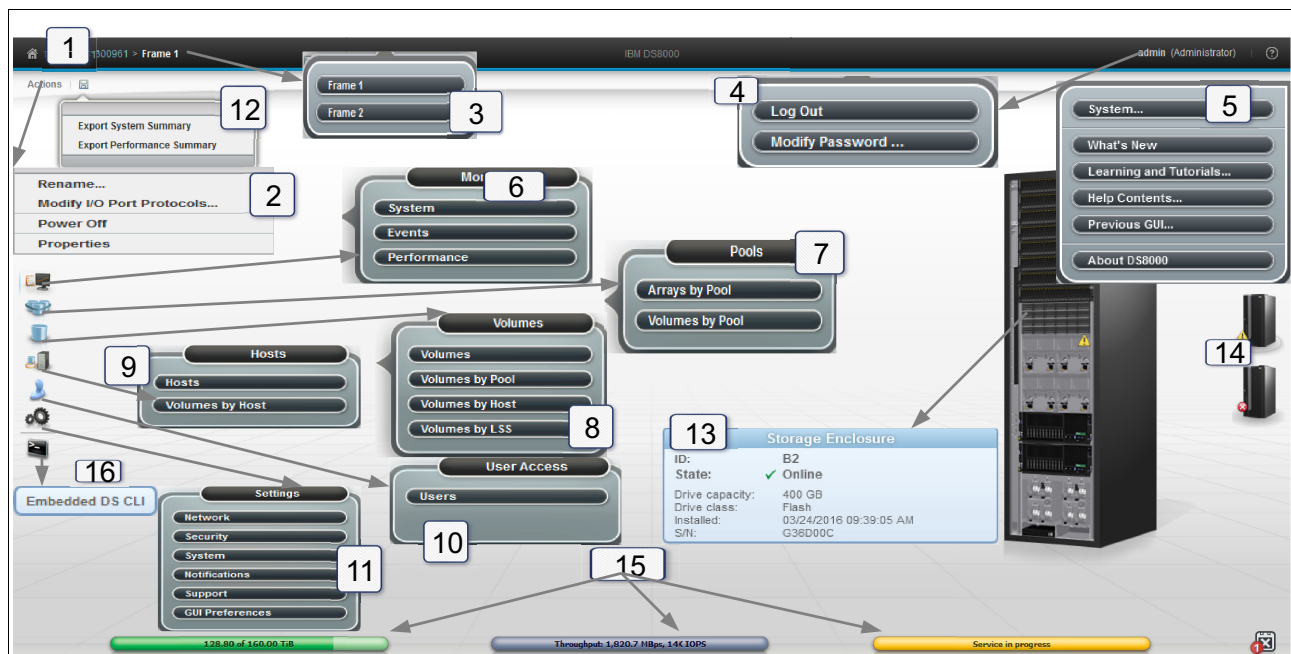 1
1300961 > Frame 1
IBM DS8000
admin (Administrator)
?
Actions
12
Export System Summary
Export Performance Summary
Frame 1
Frame 2
3
4
Log Out
Modify Password ...
System...
5
What's New
Learning and Tutorials...
Help Contents...
Previous GUI...
About DS8000
2
Rename...
Modify I/O Port Protocols...
Power Off
Properties
6
System
Events
Performance
Pools
7
Arrays by Pool
Volumes by Pool
Volumes
8
Volumes
Volumes by Pool
Volumes by Host
Volumes by LSS
9
Hosts
Hosts
Volumes by Host
14
13
Storage Enclosure
ID: B2
State: ✓ Online
Drive capacity: 400 GB
Drive class: Flash
Installed: 03/24/2016 09:39:05 AM
S/N: G36D00C
User Access
Users
10
16
Embedded DS CLI
Settings
Network
Security
System
Notifications
Support
GUI Preferences
11
15
128.80 of 160.00 TiB
Throughput: 1,820.7 MBps, 14K IOPS
Service in progress
1